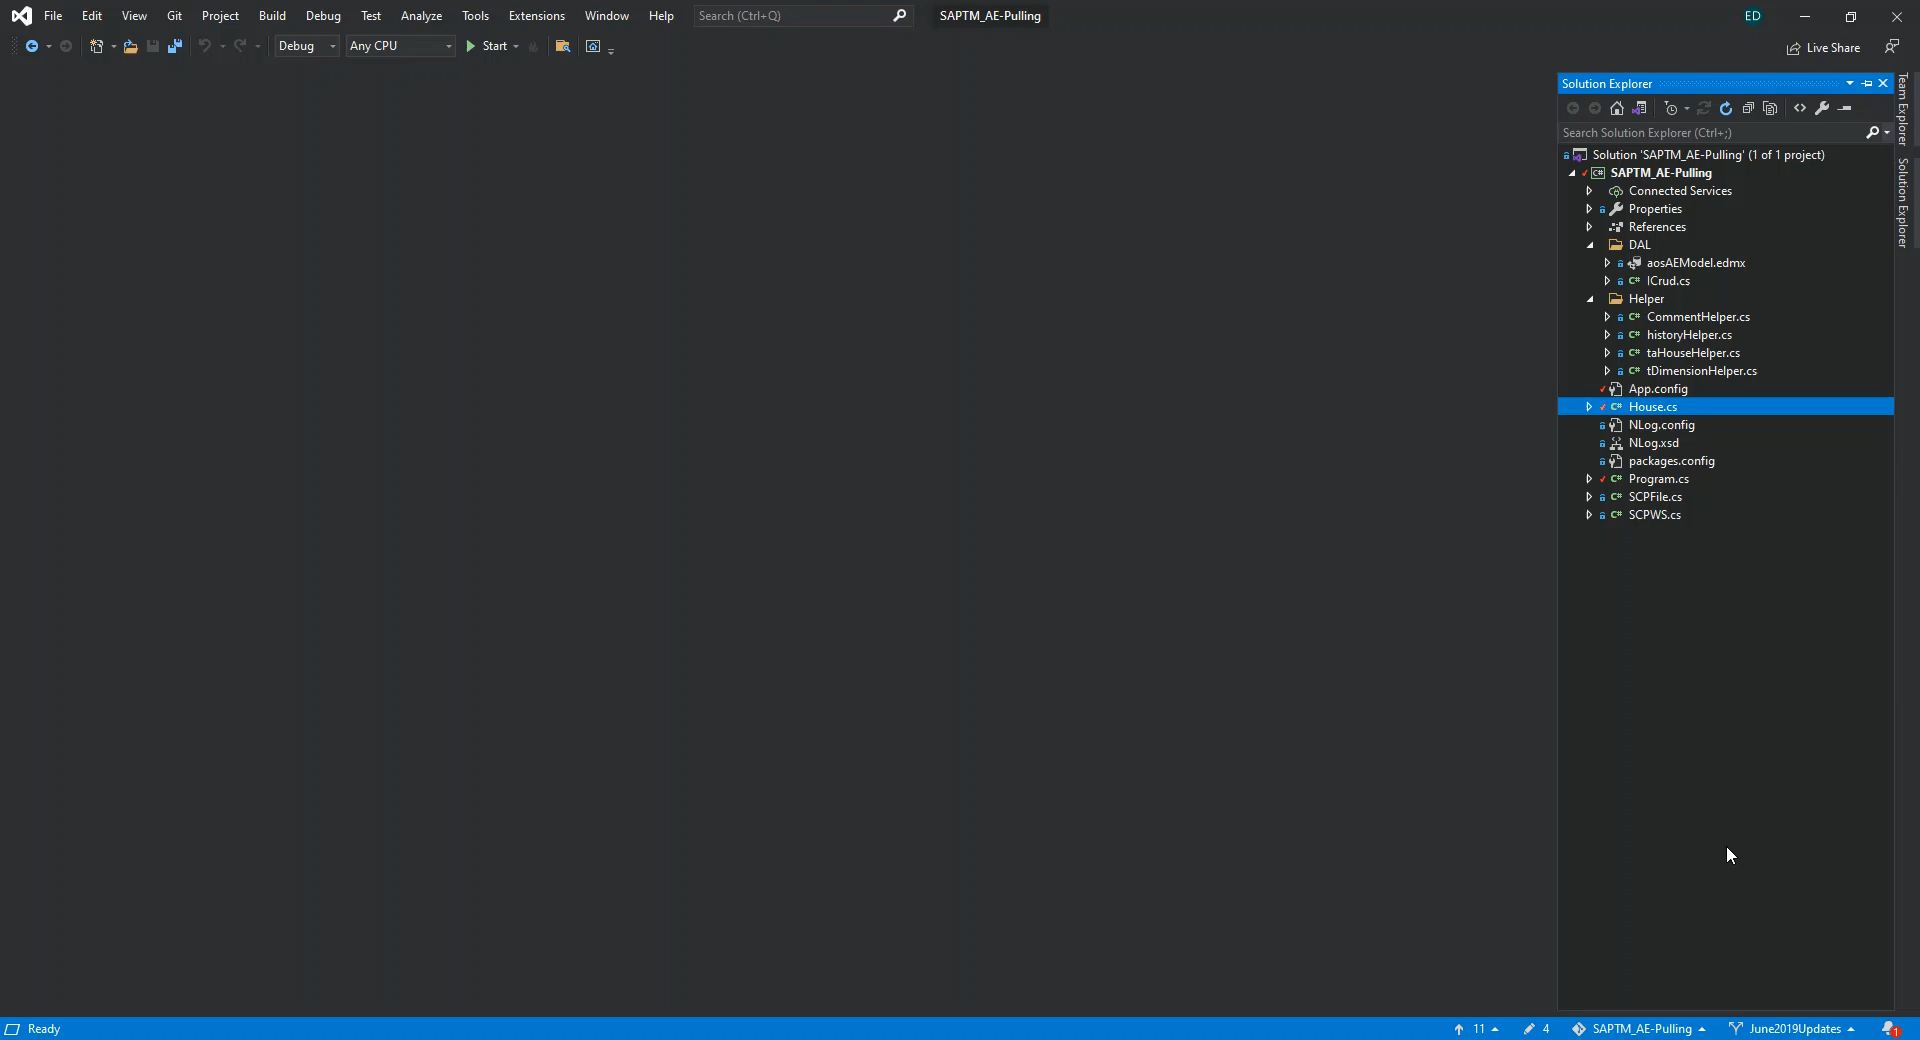 File Edit View Git Project Build Debug Test Analyze Tools Extensions Window Help Search (Ctrl+Q) SAPTM_AE-Pulling ED
Debug Any CPU Start Live Share
Solution Explorer
Search Solution Explorer (Ctrl+;)
Solution 'SAPTM_AE-Pulling' (1 of 1 project)
C# SAPTM_AE-Pulling
Connected Services
Properties
References
DAL
aosAEModel.edmx
C# ICrud.cs
Helper
C# CommentHelper.cs
C# historyHelper.cs
C# taHouseHelper.cs
C# tDimensionHelper.cs
App.config
C# House.cs
NLog.config
NLog.xsd
packages.config
C# Program.cs
C# SCPFile.cs
C# SCPWS.cs
Team Explorer
Solution Explorer
Ready 11 4 SAPTM_AE-Pulling June2019Updates 1